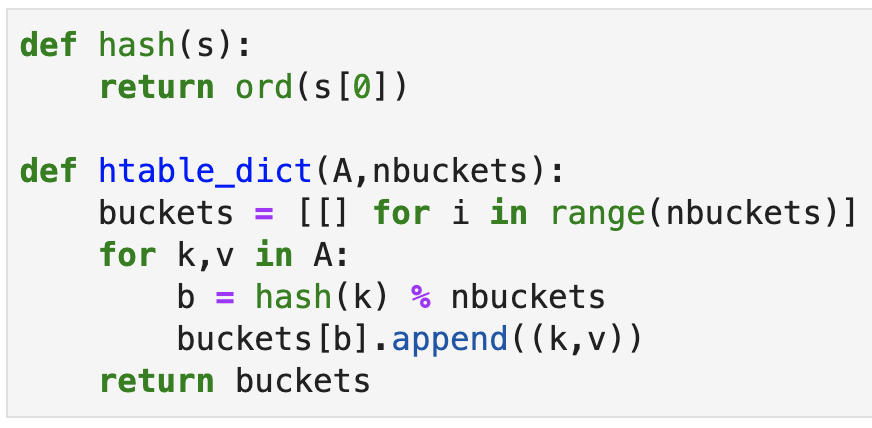 def hash(s):
    return ord(s[0])

def htable_dict(A,nbuckets):
    buckets = [[] for i in range(nbuckets)]
    for k,v in A:
        b = hash(k) % nbuckets
        buckets[b].append((k,v))
    return buckets